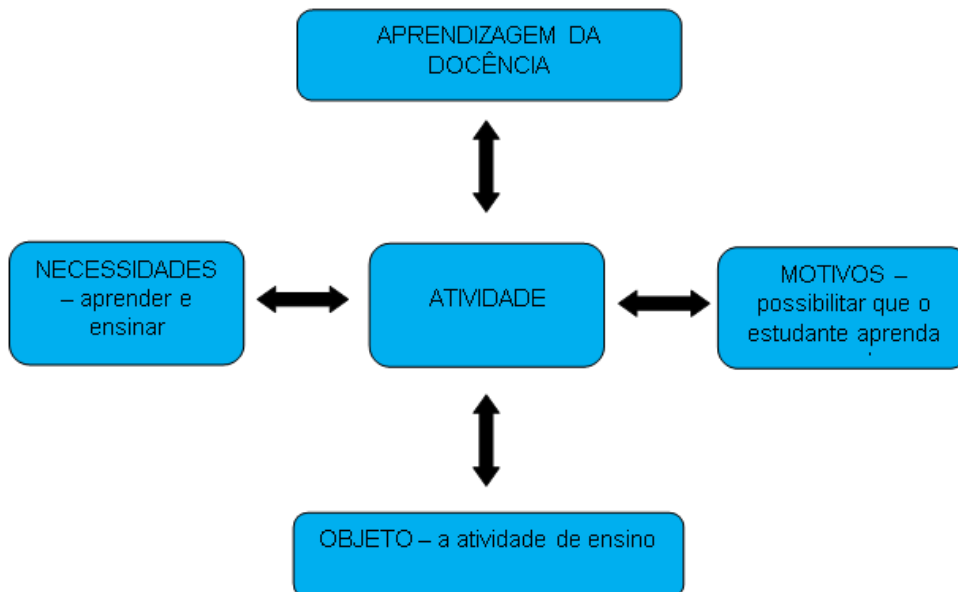 APRENDIZAGEM DA
DOCÊNCIA
NECESSIDADES
– aprender e
ensinar
ATIVIDADE
MOTIVOS –
possibilitar que o
estudante aprenda
OBJETO – a atividade de ensino